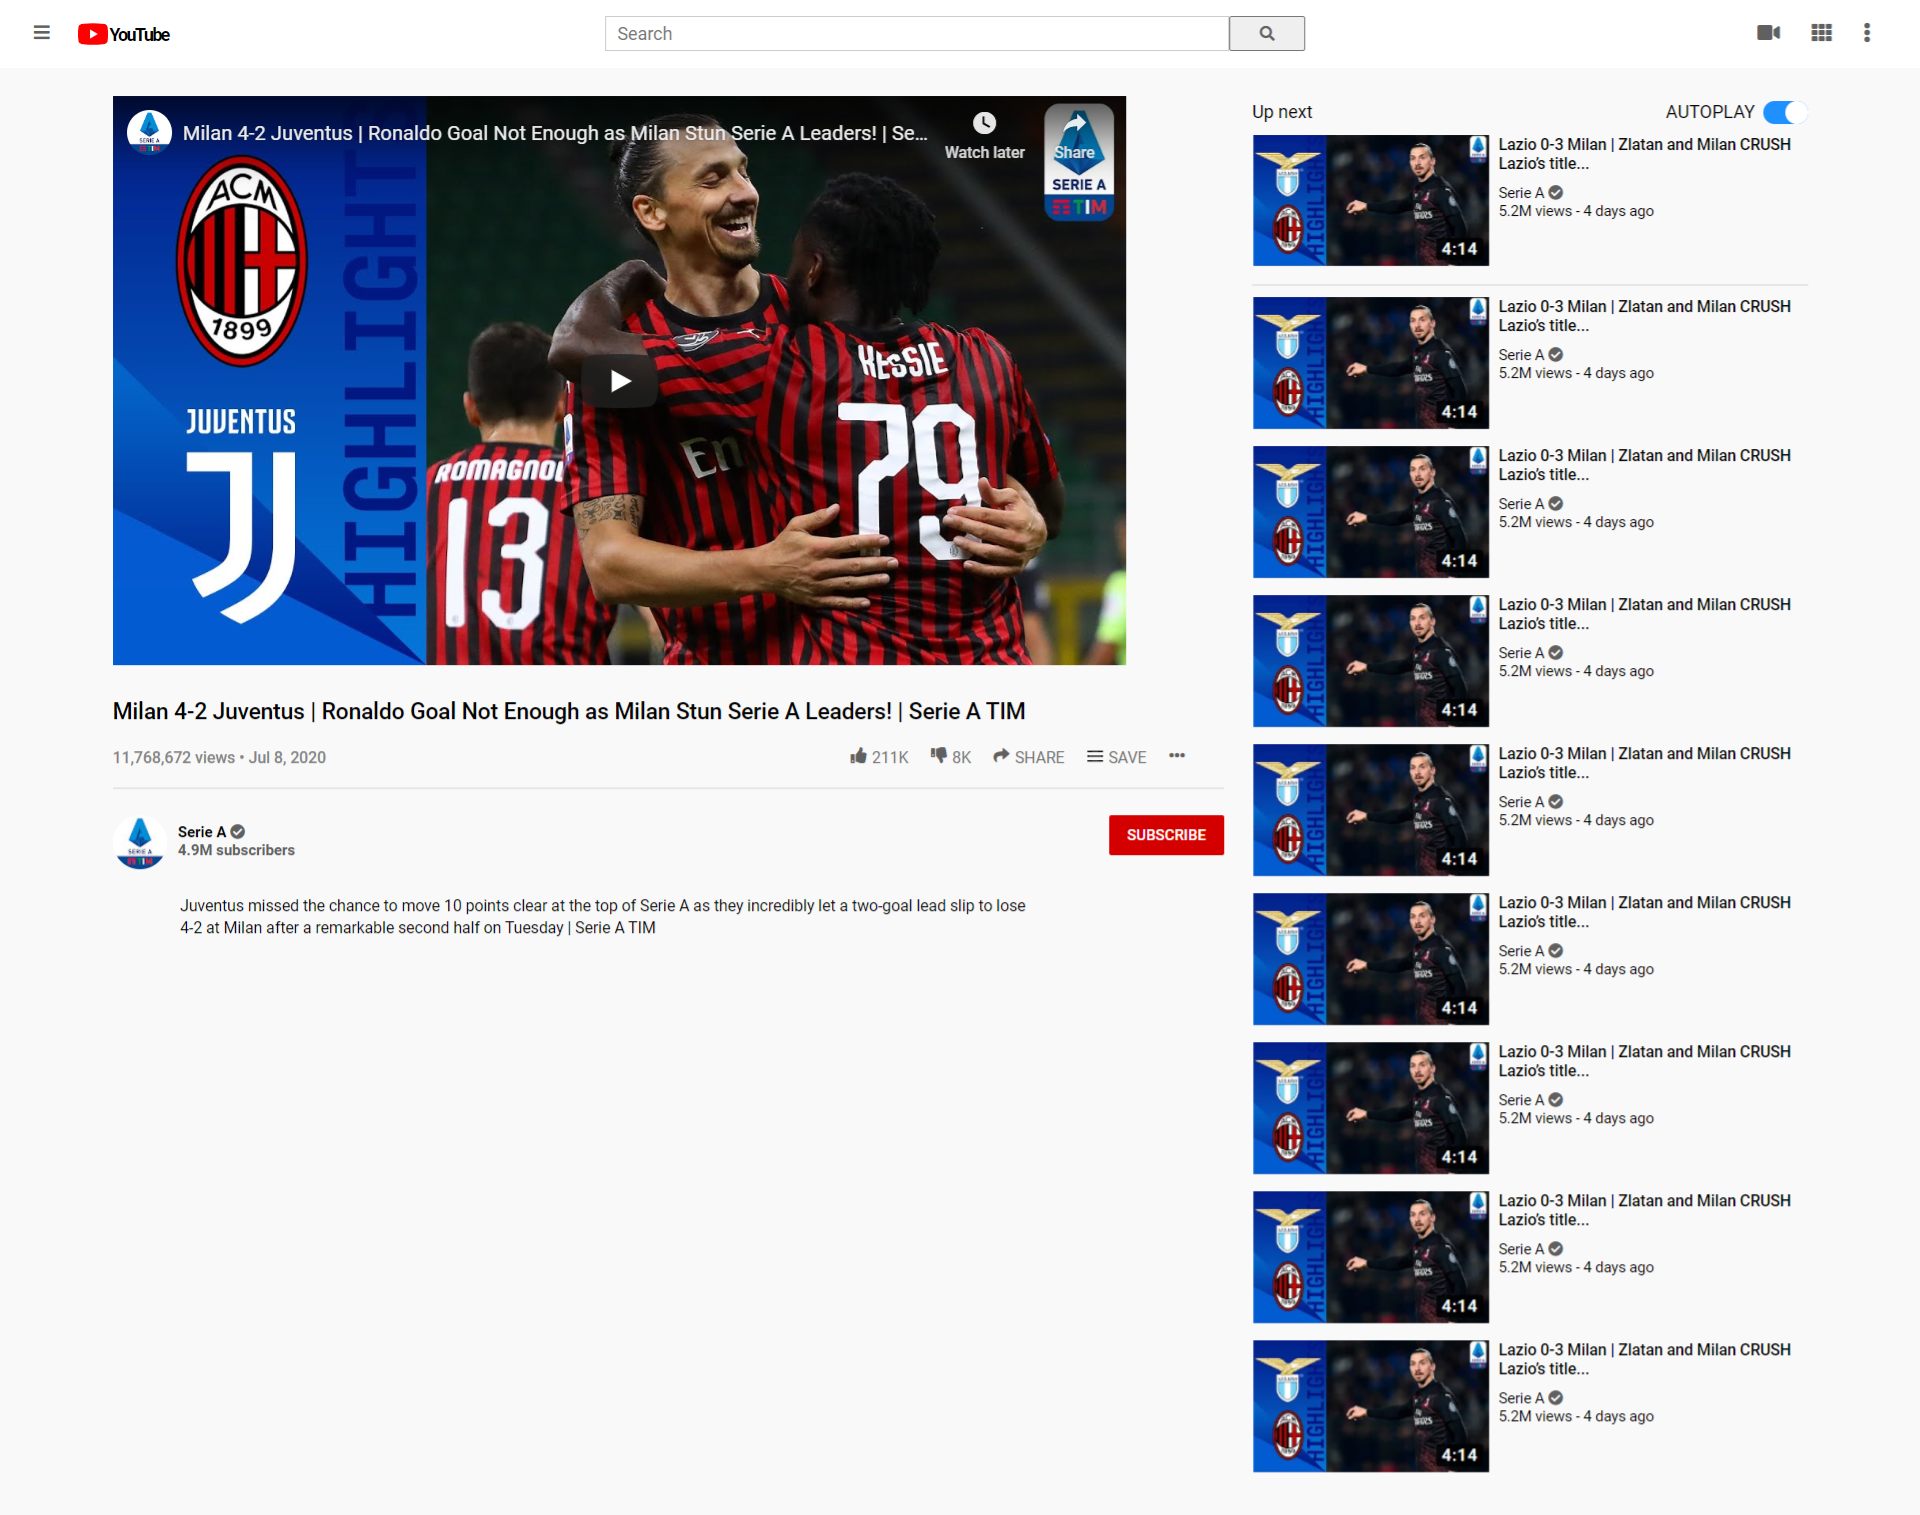 YouTube
Search
Milan 4-2 Juventus | Ronaldo Goal Not Enough as Milan Stun Serie A Leaders! | Se...
Watch later
Share
SERIE A
TIM
ACM
1899
JUVENTUS
HIGHLIGHT
ROMAGNOL
13
KESSIE
79
Milan 4-2 Juventus | Ronaldo Goal Not Enough as Milan Stun Serie A Leaders! | Serie A TIM
11,768,672 views • Jul 8, 2020
211K
8K
SHARE
SAVE
Serie A
4.9M subscribers
SUBSCRIBE
Juventus missed the chance to move 10 points clear at the top of Serie A as they incredibly let a two-goal lead slip to lose
4-2 at Milan after a remarkable second half on Tuesday | Serie A TIM
Up next
AUTOPLAY
HIGHLIGHTS
4:14
Lazio 0-3 Milan | Zlatan and Milan CRUSH
Lazio's title...
Serie A
5.2M views - 4 days ago
HIGHLIGHTS
4:14
Lazio 0-3 Milan | Zlatan and Milan CRUSH
Lazio's title...
Serie A
5.2M views - 4 days ago
HIGHLIGHTS
4:14
Lazio 0-3 Milan | Zlatan and Milan CRUSH
Lazio's title...
Serie A
5.2M views - 4 days ago
HIGHLIGHTS
4:14
Lazio 0-3 Milan | Zlatan and Milan CRUSH
Lazio's title...
Serie A
5.2M views - 4 days ago
HIGHLIGHTS
4:14
Lazio 0-3 Milan | Zlatan and Milan CRUSH
Lazio's title...
Serie A
5.2M views - 4 days ago
HIGHLIGHTS
4:14
Lazio 0-3 Milan | Zlatan and Milan CRUSH
Lazio's title...
Serie A
5.2M views - 4 days ago
HIGHLIGHTS
4:14
Lazio 0-3 Milan | Zlatan and Milan CRUSH
Lazio's title...
Serie A
5.2M views - 4 days ago
HIGHLIGHTS
4:14
Lazio 0-3 Milan | Zlatan and Milan CRUSH
Lazio's title...
Serie A
5.2M views - 4 days ago
HIGHLIGHTS
4:14
Lazio 0-3 Milan | Zlatan and Milan CRUSH
Lazio's title...
Serie A
5.2M views - 4 days ago